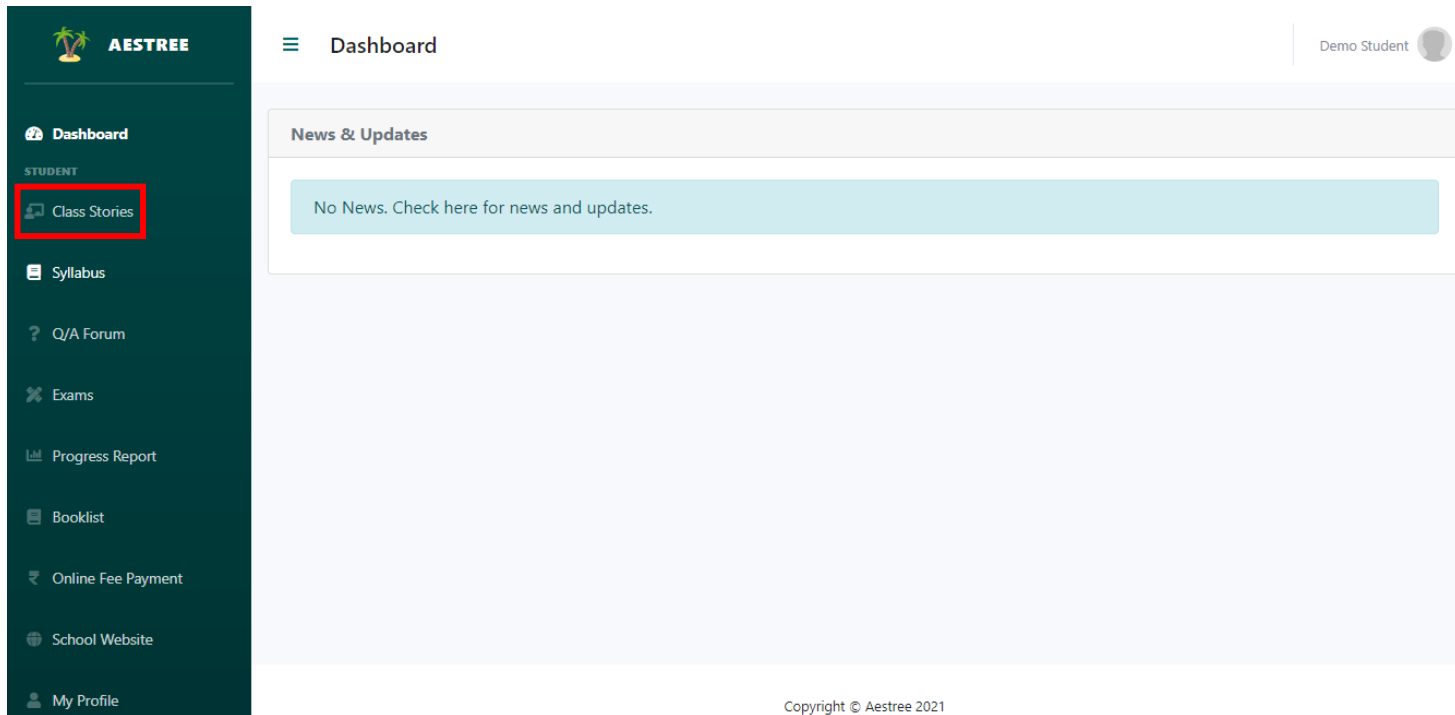 AESTREE
Dashboard
Demo Student
Dashboard
STUDENT
Class Stories
Syllabus
? Q/A Forum
Exams
Progress Report
Booklist
₹ Online Fee Payment
School Website
My Profile
News & Updates
No News. Check here for news and updates.
Copyright © Aestree 2021